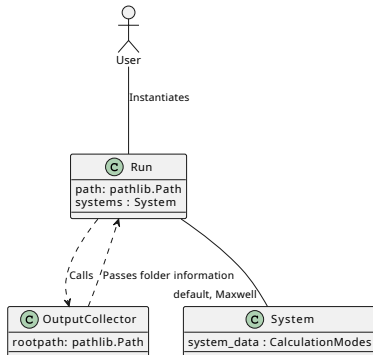 User
Instantiates
C Run
path: pathlib.Path
systems : System
Calls
Passes folder information
default, Maxwell
C OutputCollector
rootpath: pathlib.Path
C System
system_data : CalculationModes